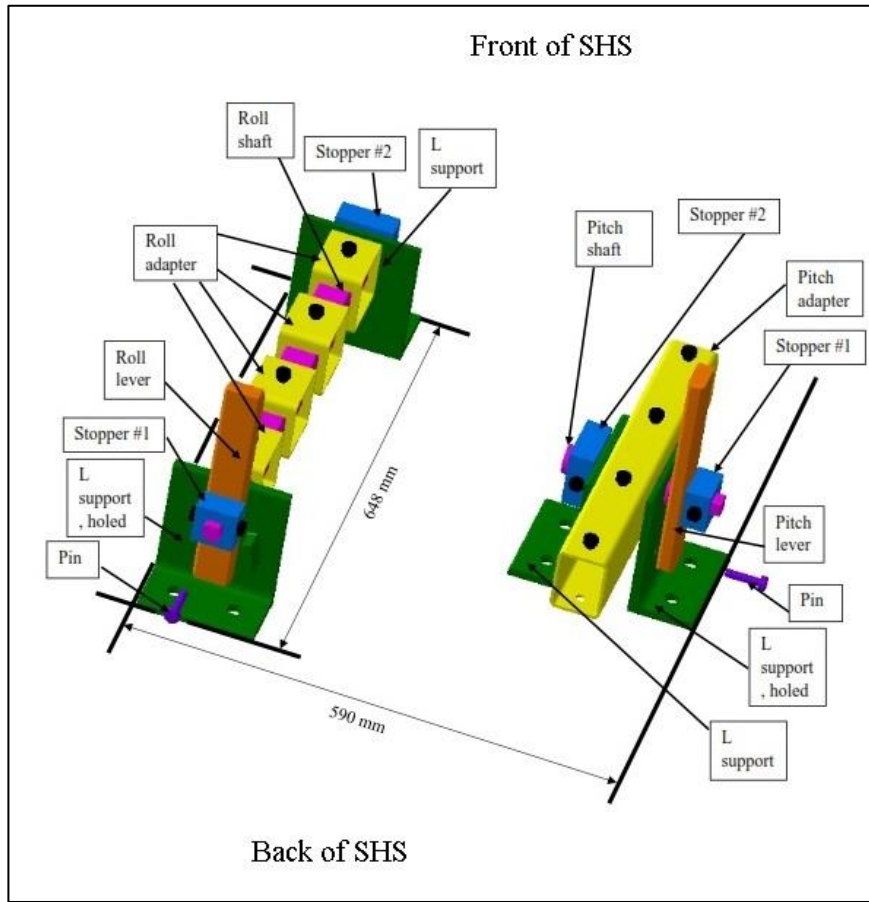 Front of SHS
Roll
shaft
Stopper #2
L
support
Roll
adapter
Pitch
shaft
Stopper #2
Pitch
adapter
Stopper #1
Roll
lever
Stopper #1
L
support
, holed
Pin
648 mm
Pitch
lever
Pin
L
support
, holed
590 mm
L
support
Back of SHS